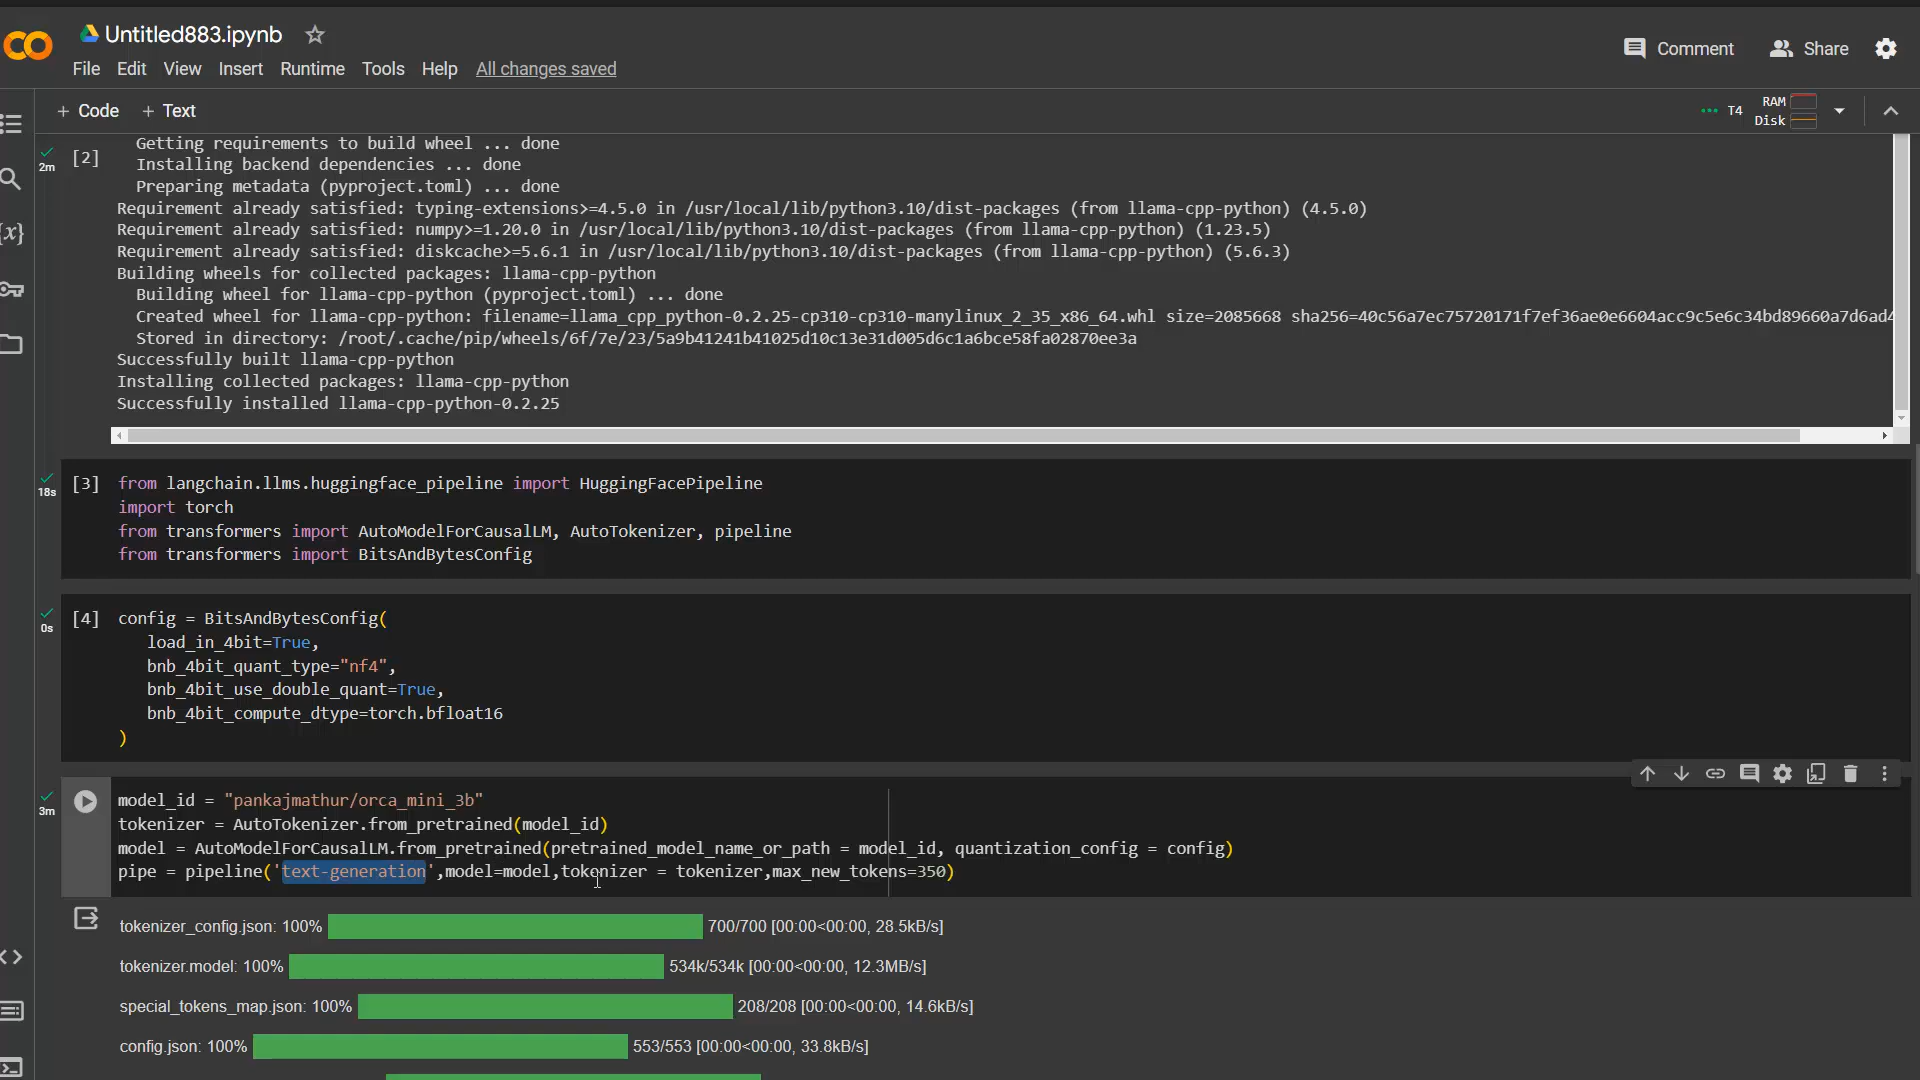 Untitled883.ipynb
File Edit View Insert Runtime Tools Help All changes saved
Comment Share
+ Code + Text
T4 RAM Disk
2m
[2]
Getting requirements to build wheel ... done
Installing backend dependencies ... done
Preparing metadata (pyproject.toml) ... done
Requirement already satisfied: typing-extensions>=4.5.0 in /usr/local/lib/python3.10/dist-packages (from llama-cpp-python) (4.5.0)
Requirement already satisfied: numpy>=1.20.0 in /usr/local/lib/python3.10/dist-packages (from llama-cpp-python) (1.23.5)
Requirement already satisfied: diskcache>=5.6.1 in /usr/local/lib/python3.10/dist-packages (from llama-cpp-python) (5.6.3)
Building wheels for collected packages: llama-cpp-python
Building wheel for llama-cpp-python (pyproject.toml) ... done
Created wheel for llama-cpp-python: filename=llama_cpp_python-0.2.25-cp310-cp310-manylinux_2_35_x86_64.whl size=2085668 sha256=40c56a7ec75720171f7ef36ae0e6604acc9c5e6c34bd89660a7d6ad4
Stored in directory: /root/.cache/pip/wheels/6f/7e/23/5a9b41241b41025d10c13e31d005d6c1a6bce58fa02870ee3a
Successfully built llama-cpp-python
Installing collected packages: llama-cpp-python
Successfully installed llama-cpp-python-0.2.25
18s
[3] from langchain.llms.huggingface_pipeline import HuggingFacePipeline
import torch
from transformers import AutoModelForCausalLM, AutoTokenizer, pipeline
from transformers import BitsAndBytesConfig
0s
[4] config = BitsAndBytesConfig(
load_in_4bit=True,
bnb_4bit_quant_type="nf4",
bnb_4bit_use_double_quant=True,
bnb_4bit_compute_dtype=torch.bfloat16
)
3m
model_id = "pankajmathur/orca_mini_3b"
tokenizer = AutoTokenizer.from_pretrained(model_id)
model = AutoModelForCausalLM.from_pretrained(pretrained_model_name_or_path = model_id, quantization_config = config)
pipe = pipeline('text-generation',model=model,tokenizer = tokenizer,max_new_tokens=350)
tokenizer_config.json: 100% 700/700 [00:00<00:00, 28.5kB/s]
tokenizer.model: 100% 534k/534k [00:00<00:00, 12.3MB/s]
special_tokens_map.json: 100% 208/208 [00:00<00:00, 14.6kB/s]
config.json: 100% 553/553 [00:00<00:00, 33.8kB/s]